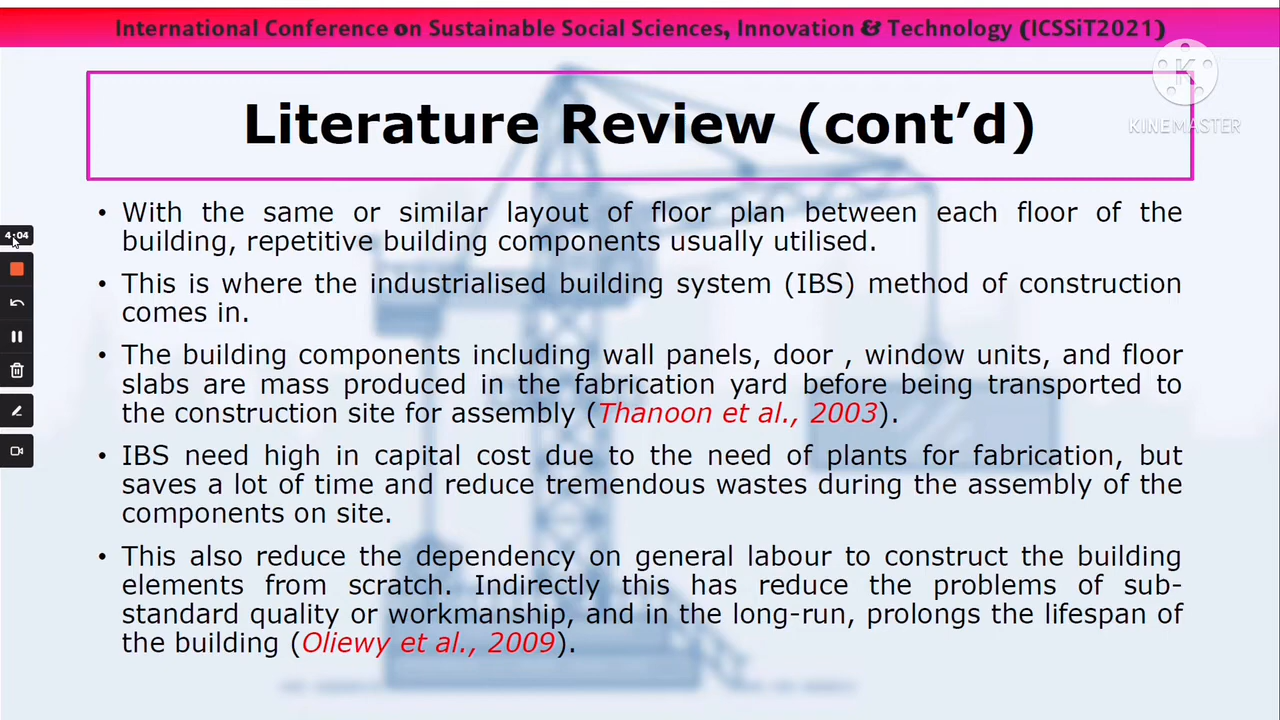 International Conference on Sustainable Social Sciences, Innovation & Technology (ICSSiT2021)
K
KINEMASTER
Literature Review (cont’d)
• With the same or similar layout of floor plan between each floor of the
building, repetitive building components usually utilised.
• This is where the industrialised building system (IBS) method of construction
comes in.
• The building components including wall panels, door , window units, and floor
slabs are mass produced in the fabrication yard before being transported to
the construction site for assembly (Thanoon et al., 2003).
• IBS need high in capital cost due to the need of plants for fabrication, but
saves a lot of time and reduce tremendous wastes during the assembly of the
components on site.
• This also reduce the dependency on general labour to construct the building
elements from scratch. Indirectly this has reduce the problems of sub-
standard quality or workmanship, and in the long-run, prolongs the lifespan of
the building (Oliewy et al., 2009).
4:04